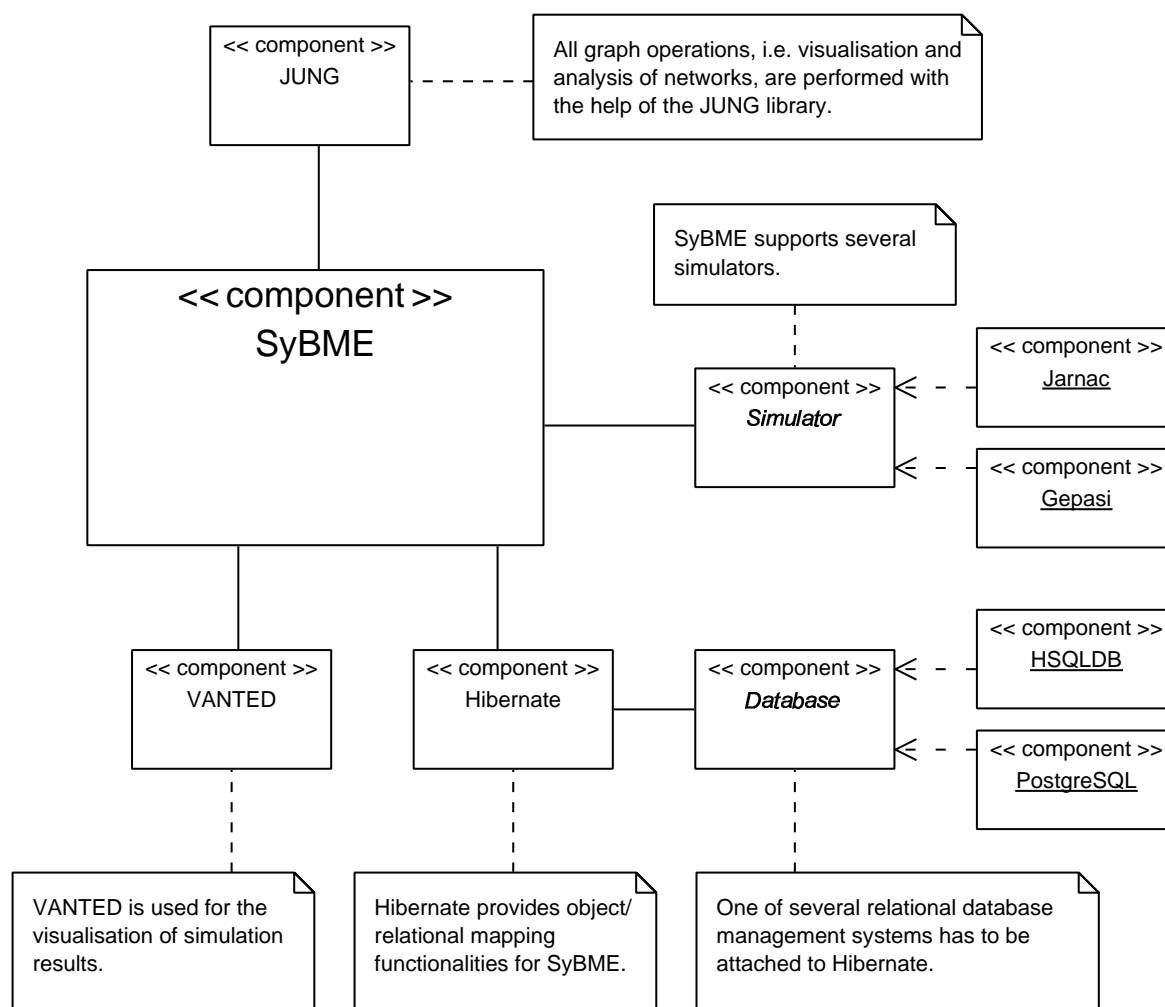 << component >>
JUNG
All graph operations, i.e. visualisation and
analysis of networks, are performed with
the help of the JUNG library.
SyBME supports several
simulators.
<< component >>
SyBME
<< component >>
Simulator
<< component >>
Jarnac
<< component >>
Gepasi
<< component >>
VANTED
<< component >>
Hibernate
<< component >>
Database
<< component >>
HSQLDB
<< component >>
PostgreSQL
VANTED is used for the
visualisation of simulation
results.
Hibernate provides object/
relational mapping
functionalities for SyBME.
One of several relational database
management systems has to be
attached to Hibernate.